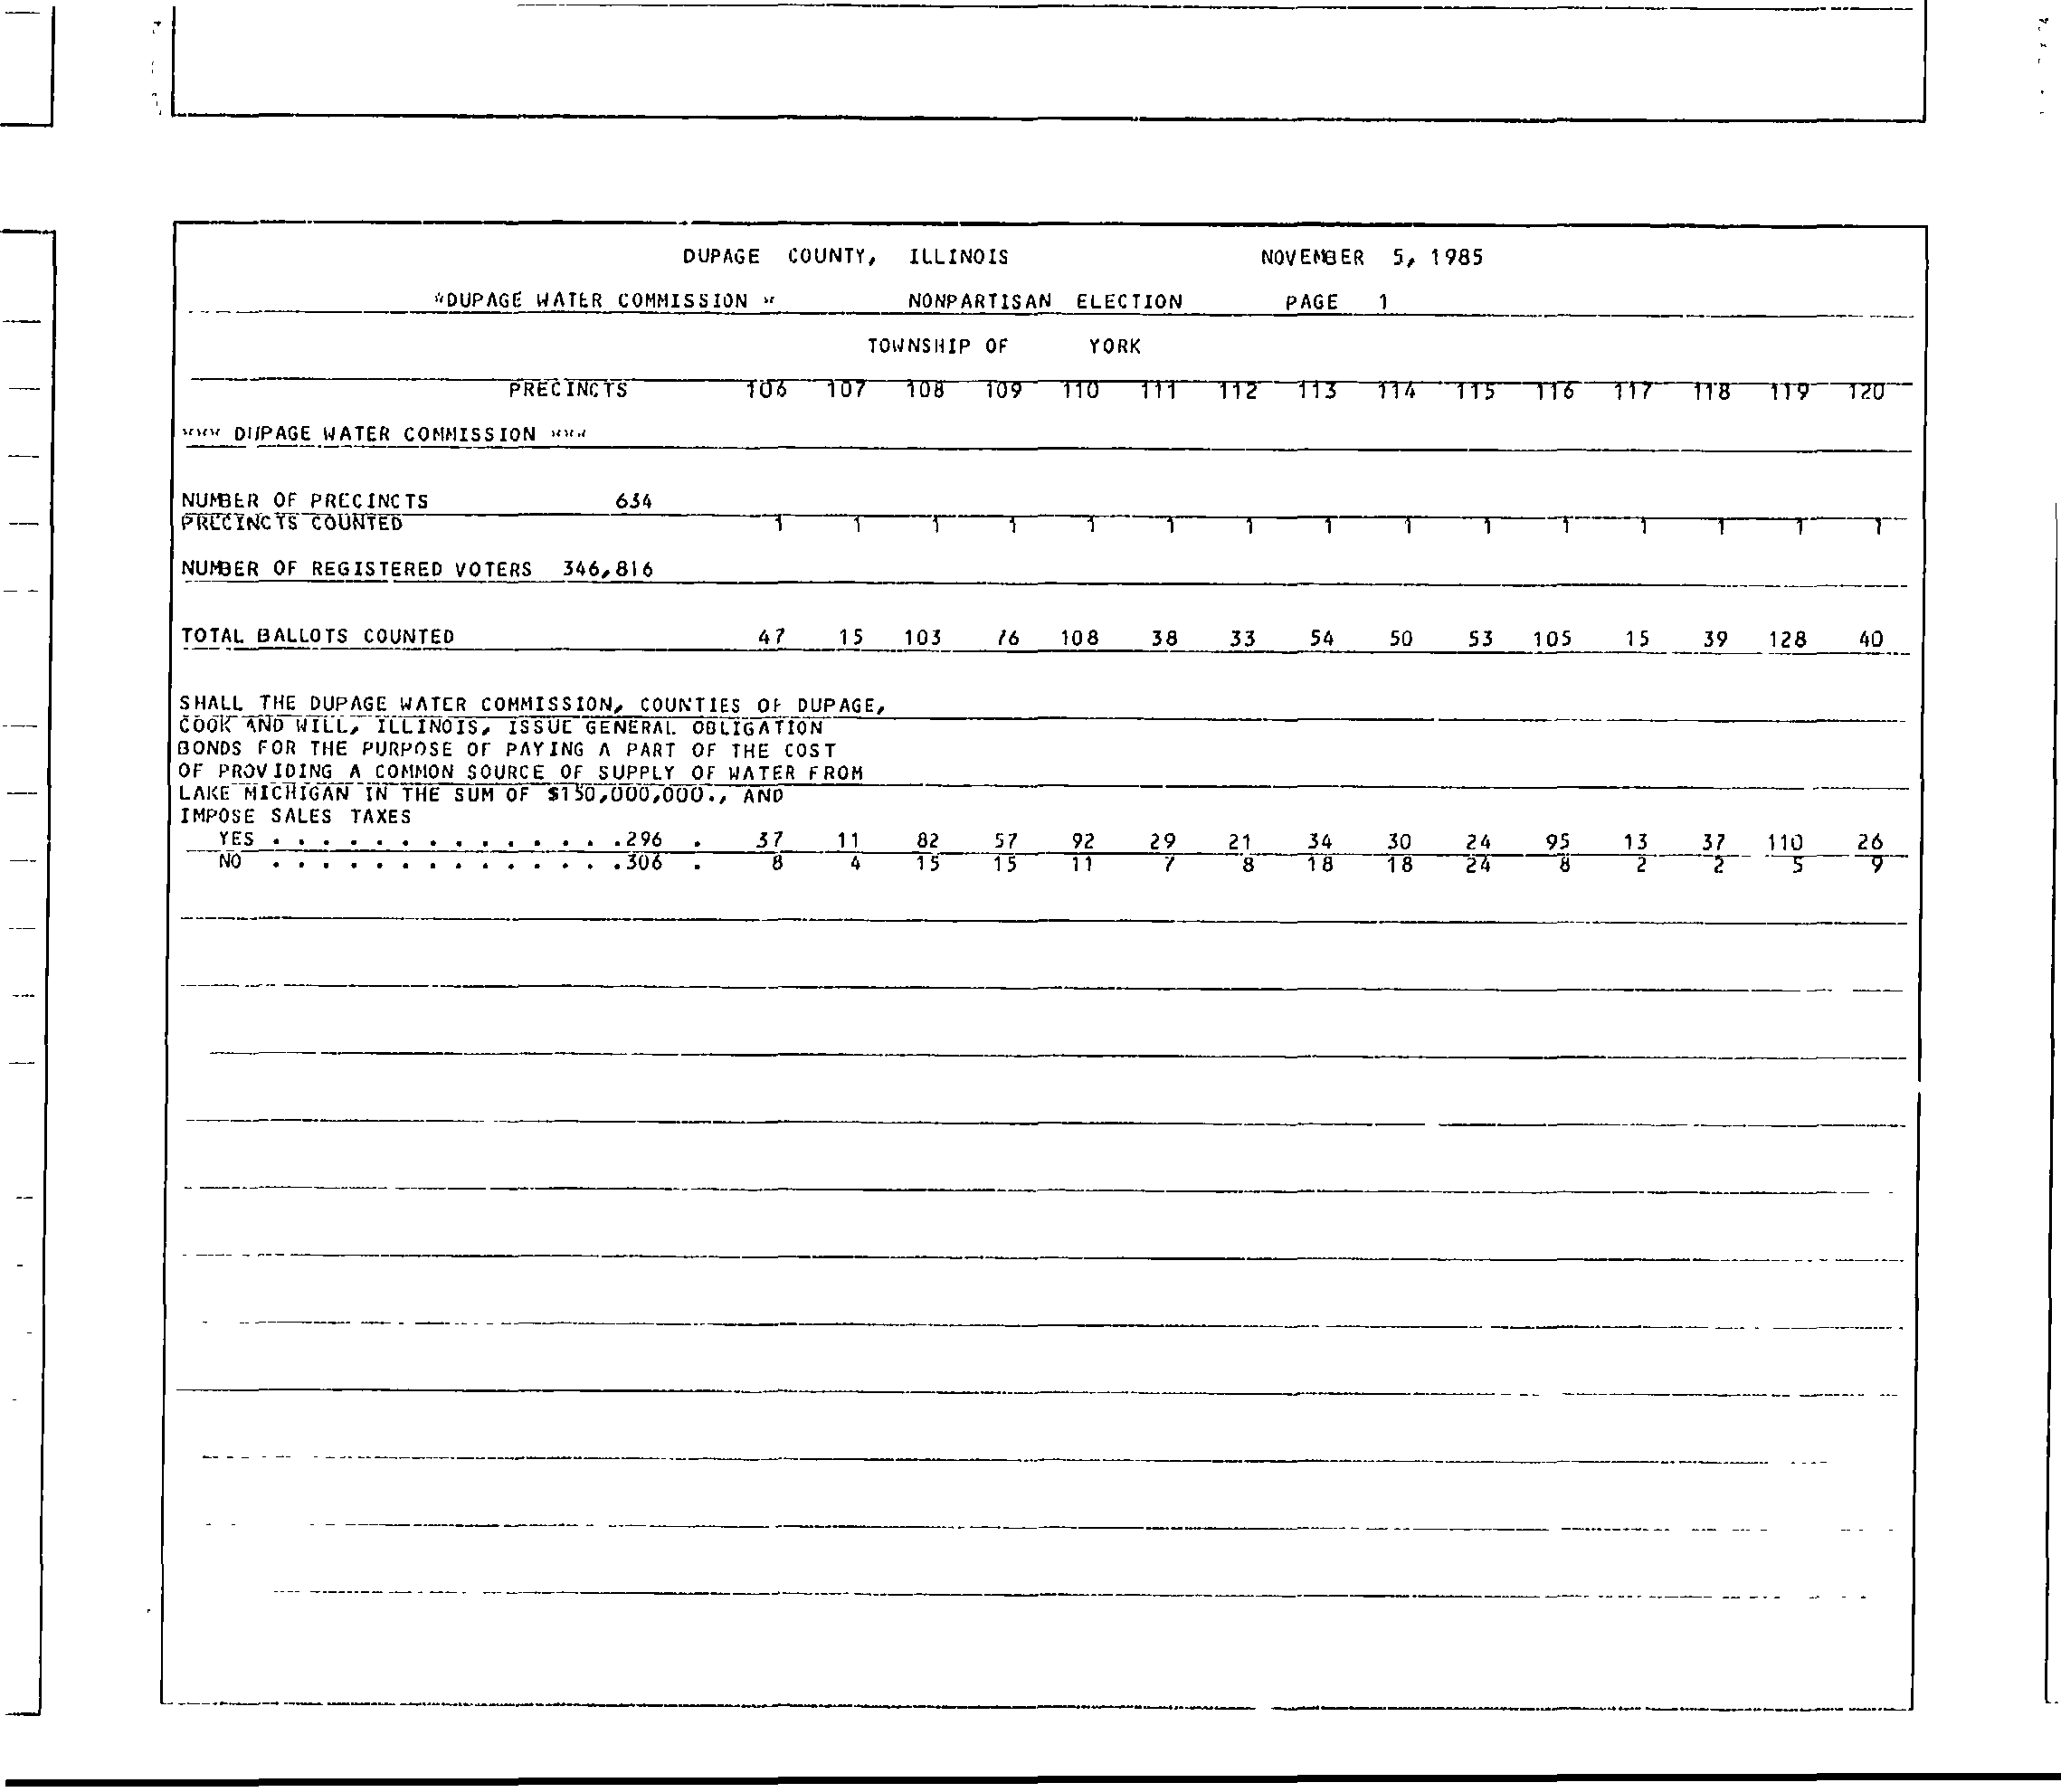 DUPAGE COUNTY, ILLINOIS NOVEMBER 5, 1985
*DUPAGE WATER COMMISSION * NONPARTISAN ELECTION PAGE 1
TOWNSHIP OF YORK
PRECINCTS 106 107 108 109 110 111 112 113 114 115 116 117 118 119 120
*** DUPAGE WATER COMMISSION ***
NUMBER OF PRECINCTS 634
PRECINCTS COUNTED 1 1 1 1 1 1 1 1 1 1 1 1 1 1 1
NUMBER OF REGISTERED VOTERS 346,816
TOTAL BALLOTS COUNTED 47 15 103 76 108 38 33 54 50 53 105 15 39 128 40
SHALL THE DUPAGE WATER COMMISSION, COUNTIES OF DUPAGE,
COOK AND WILL, ILLINOIS, ISSUE GENERAL OBLIGATION
BONDS FOR THE PURPOSE OF PAYING A PART OF THE COST
OF PROVIDING A COMMON SOURCE OF SUPPLY OF WATER FROM
LAKE MICHIGAN IN THE SUM OF $150,000,000., AND
IMPOSE SALES TAXES
YES . . . . . . . . . . . . . .296 . 37 11 82 57 92 29 21 34 30 24 95 13 37 110 26
NO . . . . . . . . . . . . . .306 . 8 4 15 15 11 7 8 18 18 24 8 2 2 5 9